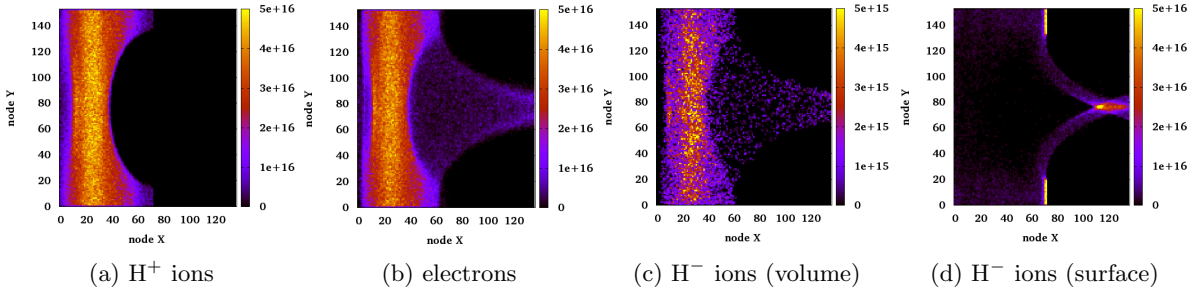 140
120
100
80
60
40
20
0
node Y
0 20 40 60 80 100 120
node X
5e+16
4e+16
3e+16
2e+16
1e+16
0
(a) H+ ions
140
120
100
80
60
40
20
0
node Y
0 20 40 60 80 100 120
node X
5e+16
4e+16
3e+16
2e+16
1e+16
0
(b) electrons
140
120
100
80
60
40
20
0
node Y
0 20 40 60 80 100 120
node X
5e+15
4e+15
3e+15
2e+15
1e+15
0
(c) H− ions (volume)
140
120
100
80
60
40
20
0
node Y
0 20 40 60 80 100 120
node X
5e+16
4e+16
3e+16
2e+16
1e+16
0
(d) H− ions (surface)